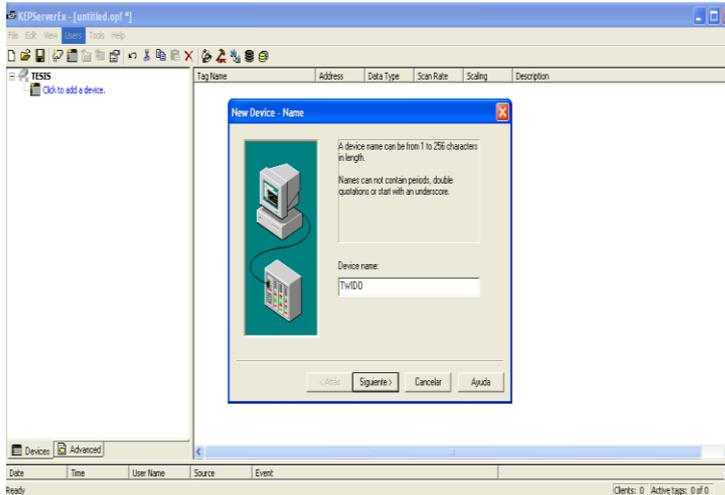 KEPServerEx - [untitled.opf *]
File Edit View Users Tools Help
TESIS
Click to add a device.
Tag Name Address Data Type Scan Rate Scaling Description
New Device - Name
A device name can be from 1 to 256 characters
in length.
Names can not contain periods, double
quotations or start with an underscore.
Device name:
TWIDO
< Atrás Siguiente > Cancelar Ayuda
Devices Advanced
Date Time User Name Source Event
Ready Clients: 0 Active tags: 0 of 0